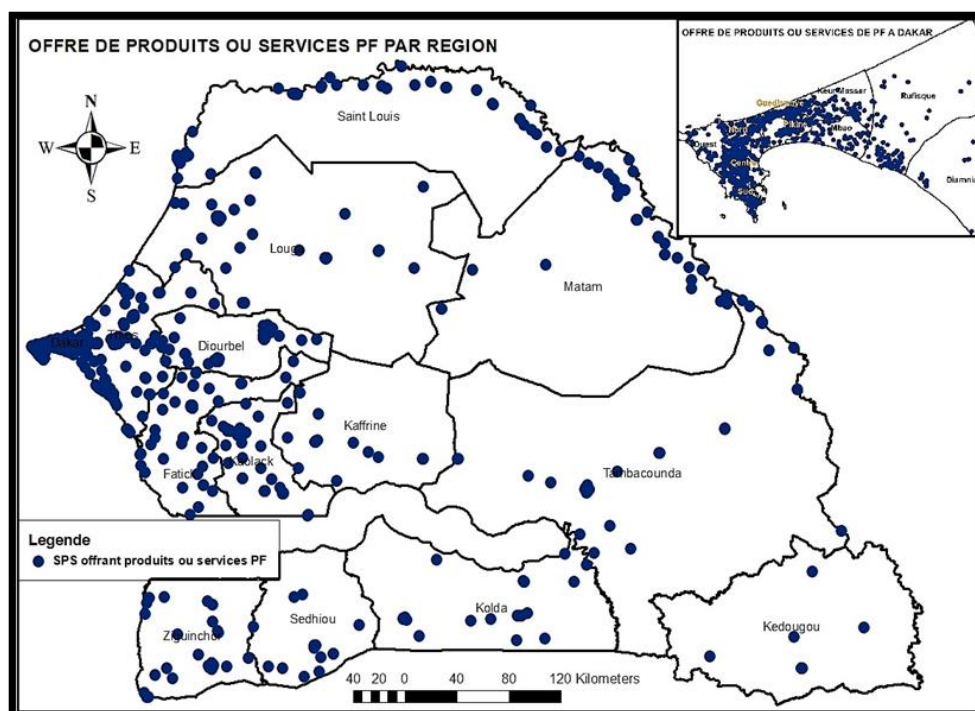 OFFRE DE PRODUITS OU SERVICES PF PAR REGION
OFFRE DE PRODUITS OU SERVICES DE PF A DAKAR
Keur Massar
Guediawaye
Rufisque
Nord
Pikine
Mbao
Ouest
Centre
Sud
Diamnia
N
W
E
S
Saint Louis
Louga
Matam
Dakar
Thies
Diourbel
Kaffrine
Fatick
Kaolack
Tambacounda
Legende
SPS offrant produits ou services PF
Ziguinchor
Sedhiou
Kolda
Kedougou
40 20 0 40 80 120 Kilometers